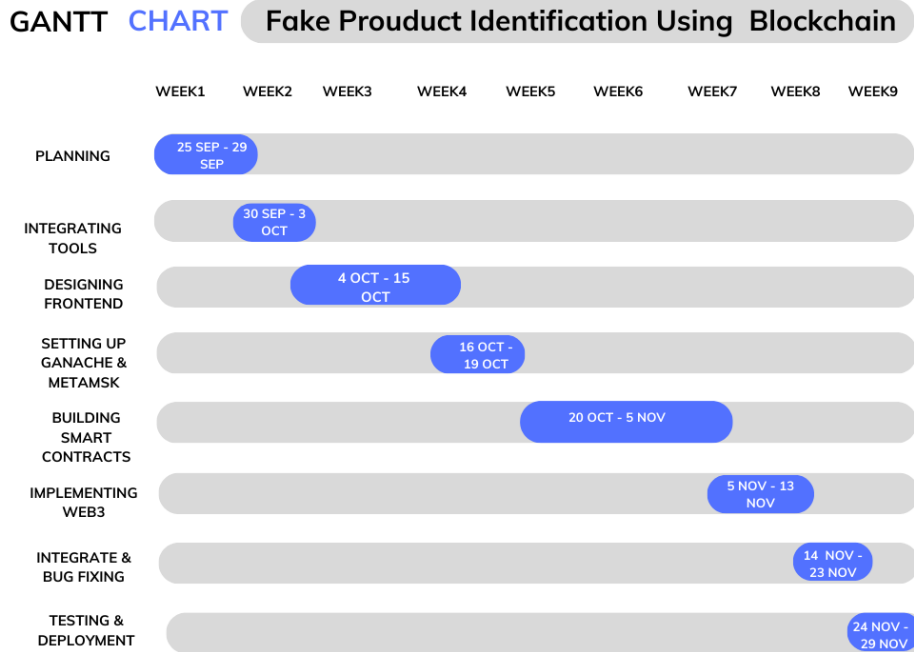 GANTT CHART Fake Prouduct Identification Using Blockchain
WEEK1 WEEK2 WEEK3 WEEK4 WEEK5 WEEK6 WEEK7 WEEK8 WEEK9
PLANNING
25 SEP - 29
SEP
INTEGRATING
TOOLS
30 SEP - 3
OCT
DESIGNING
FRONTEND
4 OCT - 15
OCT
SETTING UP
GANACHE &
METAMSK
16 OCT -
19 OCT
BUILDING
SMART
CONTRACTS
20 OCT - 5 NOV
IMPLEMENTING
WEB3
5 NOV - 13
NOV
INTEGRATE &
BUG FIXING
14 NOV -
23 NOV
TESTING &
DEPLOYMENT
24 NOV -
29 NOV